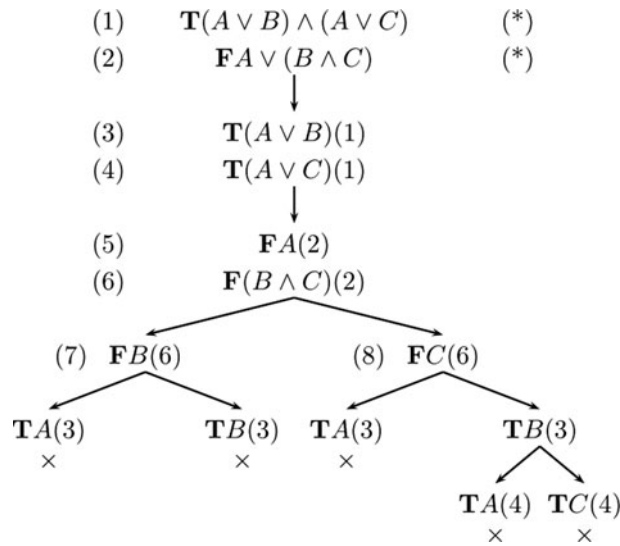 (1) T(A ∨ B) ∧ (A ∨ C) (*)
(2) FA ∨ (B ∧ C) (*)
(3) T(A ∨ B)(1)
(4) T(A ∨ C)(1)
(5) FA(2)
(6) F(B ∧ C)(2)
(7) FB(6) (8) FC(6)
TA(3) TB(3) TA(3) TB(3)
× × ×
TA(4) TC(4)
× ×